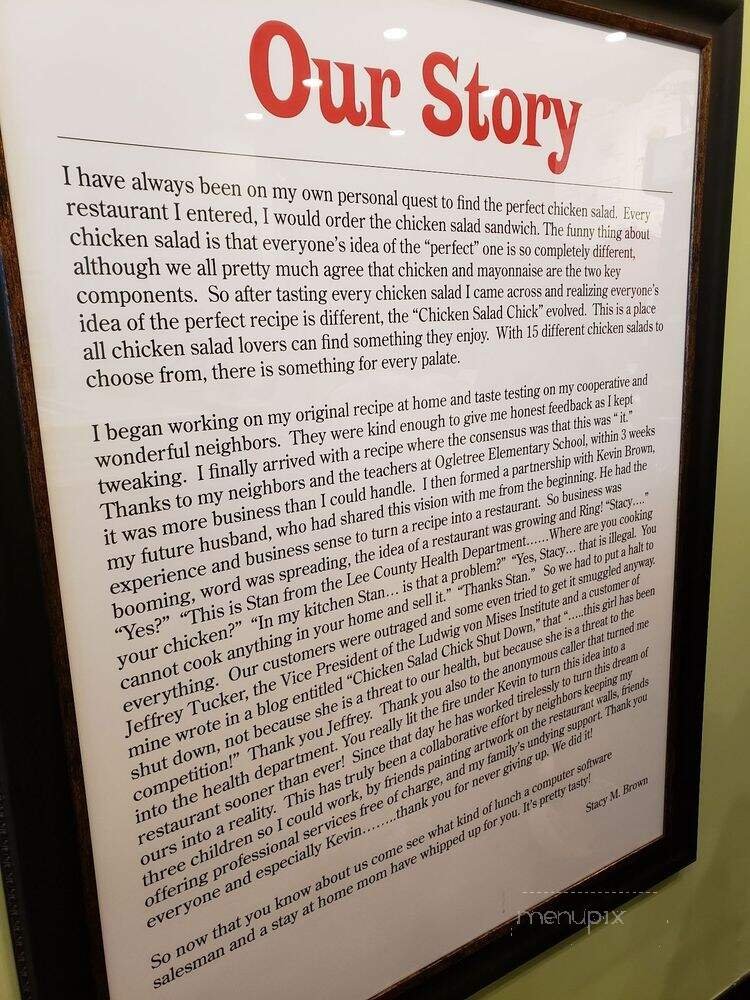 Our Story
I have always been on my own personal quest to find the perfect chicken salad. Every
restaurant I entered, I would order the chicken salad sandwich. The funny thing about
chicken salad is that everyone's idea of the “perfect” one is so completely different,
although we all pretty much agree that chicken and mayonnaise are the two key
components. So after tasting every chicken salad I came across and realizing everyone's
idea of the perfect recipe is different, the “Chicken Salad Chick” evolved. This is a place
all chicken salad lovers can find something they enjoy. With 15 different chicken salads to
choose from, there is something for every palate.
I began working on my original recipe at home and taste testing on my cooperative and
wonderful neighbors. They were kind enough to give me honest feedback as I kept
tweaking. I finally arrived with a recipe where the consensus was that this was “ it.”
Thanks to my neighbors and the teachers at Ogletree Elementary School, within 3 weeks
it was more business than I could handle. I then formed a partnership with Kevin Brown,
my future husband, who had shared this vision with me from the beginning. He had the
experience and business sense to turn a recipe into a restaurant. So business was
booming, word was spreading, the idea of a restaurant was growing and Ring! “Stacy....”
“Yes?” “This is Stan from the Lee County Health Department......Where are you cooking
your chicken?” “In my kitchen Stan... is that a problem?” “Yes, Stacy... that is illegal. You
cannot cook anything in your home and sell it.” “Thanks Stan.” So we had to put a halt to
everything. Our customers were outraged and some even tried to get it smuggled anyway.
Jeffrey Tucker, the Vice President of the Ludwig von Mises Institute and a customer of
mine wrote in a blog entitled “Chicken Salad Chick Shut Down,” that “.....this girl has been
shut down, not because she is a threat to our health, but because she is a threat to the
competition!” Thank you Jeffrey. Thank you also to the anonymous caller that turned me
into the health department. You really lit the fire under Kevin to turn this idea into a
restaurant sooner than ever! Since that day he has worked tirelessly to turn this dream of
ours into a reality. This has truly been a collaborative effort by neighbors keeping my
three children so I could work, by friends painting artwork on the restaurant walls, friends
offering professional services free of charge, and my family's undying support. Thank you
everyone and especially Kevin........thank you for never giving up. We did it!
So now that you know about us come see what kind of lunch a computer software
salesman and a stay at home mom have whipped up for you. It's pretty tasty!
Stacy M. Brown
menupix